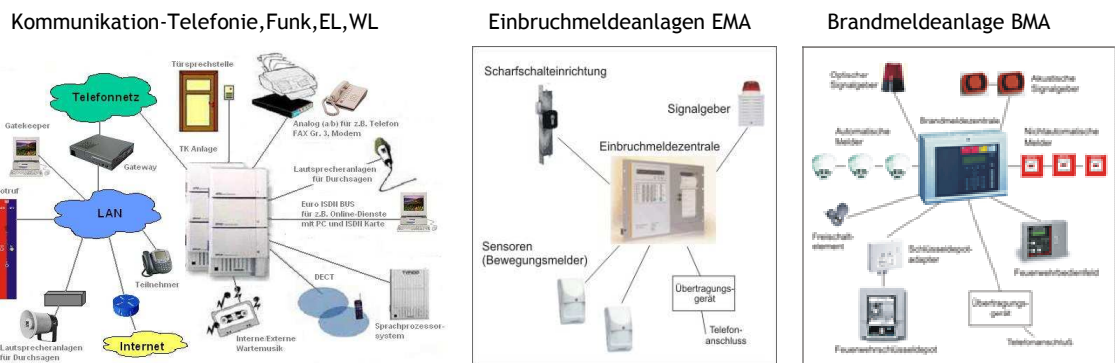 Kommunikation-Telefonie,Funk,EL,WL
Türsprechstelle
Telefonnetz
Gatekeeper
Gateway
TK Anlage
Analog (a/b) für z.B. Telefon
FAX Gr. 3, Modem
Lautsprecheranlagen
für Durchsagen
Euro ISDN BUS
für z.B. Online-Dienste
mit PC und ISDN Karte
otruf
LAN
Teilnehmer
DECT
Sprachprozessor-
system
Interne/Externe
Wartemusik
Lautsprecheranlagen
für Durchsagen
Internet
Einbruchmeldeanlagen EMA
Scharfschalteinrichtung
Signalgeber
Einbruchmeldezentrale
Sensoren
(Bewegungsmelder)
Übertragungs-
gerät
Telefon-
anschluss
Brandmeldeanlage BMA
Optischer
Signalgeber
Akustische
Signalgeber
Brandmeldezentrale
Automatische
Melder
Nichtautomatische
Melder
Freischalt-
element
Schlüsseldepot-
adapter
Feuerwehrbedienfeld
Übertragungs-
gerät
Feuerwehrschlüsseldepot
Telefonanschluß